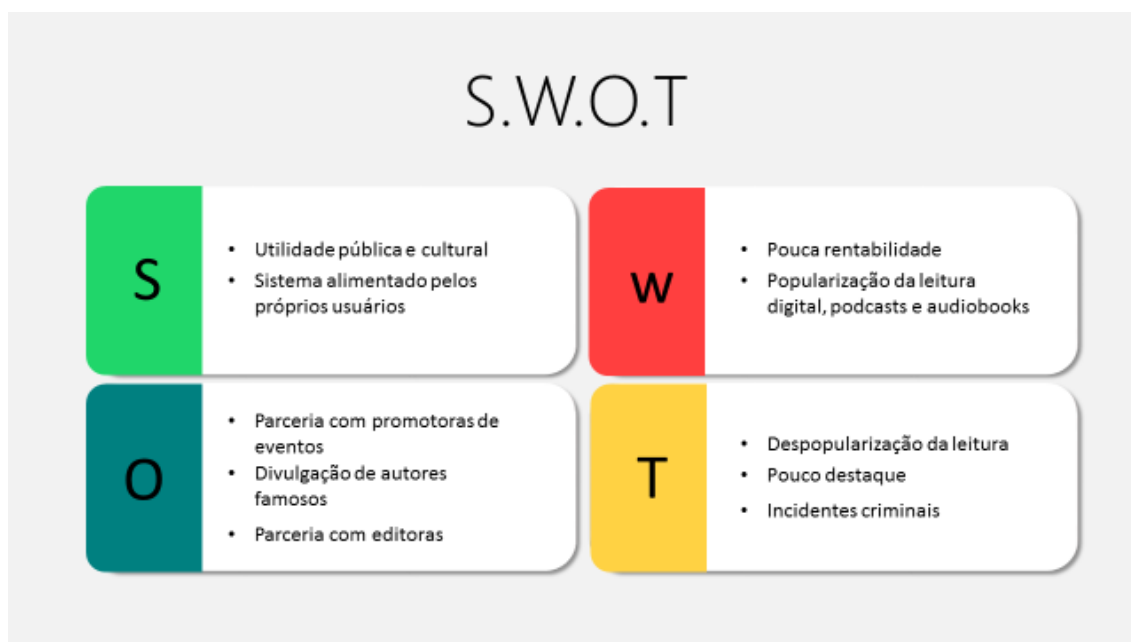 S.W.O.T
S
• Utilidade pública e cultural
• Sistema alimentado pelos
próprios usuários
w
• Pouca rentabilidade
• Popularização da leitura
digital, podcasts e audiobooks
O
• Parceria com promotoras de
eventos
• Divulgação de autores
famosos
• Parceria com editoras
T
• Despopularização da leitura
• Pouco destaque
• Incidentes criminais